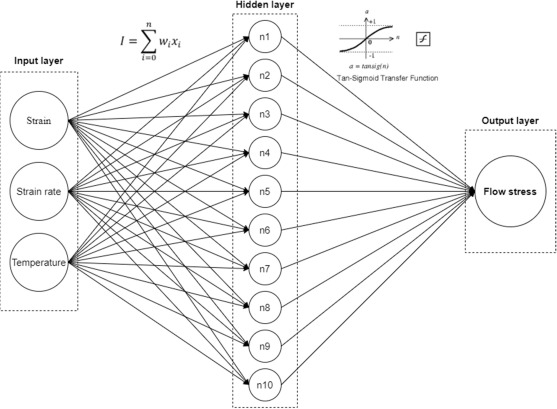 Hidden layer
I = \sum_{i=0}^{n} w_i x_i
a
+1
n
0
-1
a = tansig(n)
Tan-Sigmoid Transfer Function
Input layer
Strain
Strain rate
Temperature
n1
n2
n3
n4
n5
n6
n7
n8
n9
n10
Output layer
Flow stress